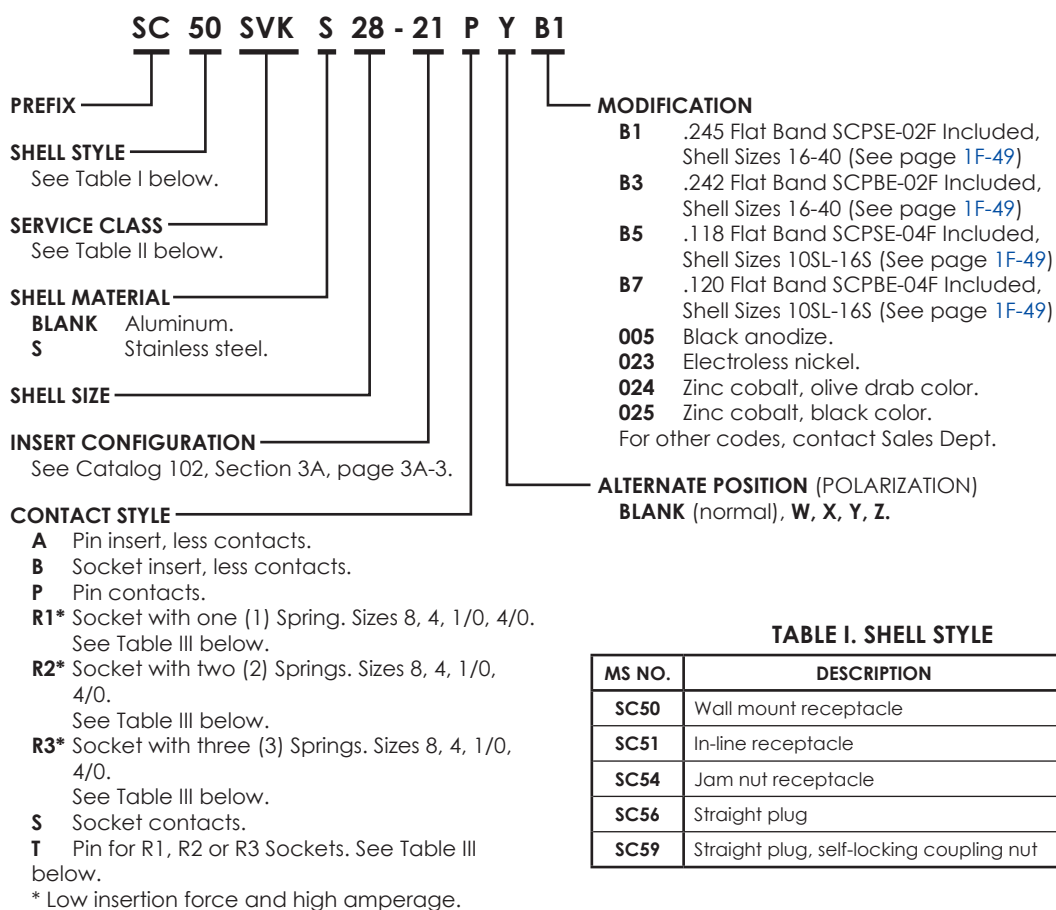 SC 50 SVK S 28 - 21 P Y B1
PREFIX
SHELL STYLE
See Table I below.
SERVICE CLASS
See Table II below.
SHELL MATERIAL
BLANK Aluminum.
S Stainless steel.
SHELL SIZE
INSERT CONFIGURATION
See Catalog 102, Section 3A, page 3A-3.
CONTACT STYLE
A Pin insert, less contacts.
B Socket insert, less contacts.
P Pin contacts.
R1* Socket with one (1) Spring. Sizes 8, 4, 1/0, 4/0.
See Table III below.
R2* Socket with two (2) Springs. Sizes 8, 4, 1/0,
4/0.
See Table III below.
R3* Socket with three (3) Springs. Sizes 8, 4, 1/0,
4/0.
See Table III below.
S Socket contacts.
T Pin for R1, R2 or R3 Sockets. See Table III
below.
* Low insertion force and high amperage.
MODIFICATION
B1 .245 Flat Band SCPSE-02F Included,
Shell Sizes 16-40 (See page 1F-49)
B3 .242 Flat Band SCPBE-02F Included,
Shell Sizes 16-40 (See page 1F-49)
B5 .118 Flat Band SCPSE-04F Included,
Shell Sizes 10SL-16S (See page 1F-49)
B7 .120 Flat Band SCPBE-04F Included,
Shell Sizes 10SL-16S (See page 1F-49)
005 Black anodize.
023 Electroless nickel.
024 Zinc cobalt, olive drab color.
025 Zinc cobalt, black color.
For other codes, contact Sales Dept.
ALTERNATE POSITION (POLARIZATION)
BLANK (normal), W, X, Y, Z.
TABLE I. SHELL STYLE
MS NO. DESCRIPTION
SC50 Wall mount receptacle
SC51 In-line receptacle
SC54 Jam nut receptacle
SC56 Straight plug
SC59 Straight plug, self-locking coupling nut